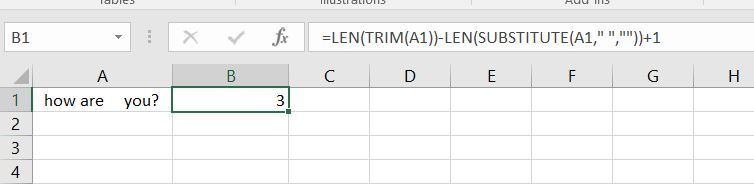 Tables Illustrations Add-ins
B1 fx =LEN(TRIM(A1))-LEN(SUBSTITUTE(A1," ",""))+1
A B C D E F G H
1 how are    you? 3
2
3
4